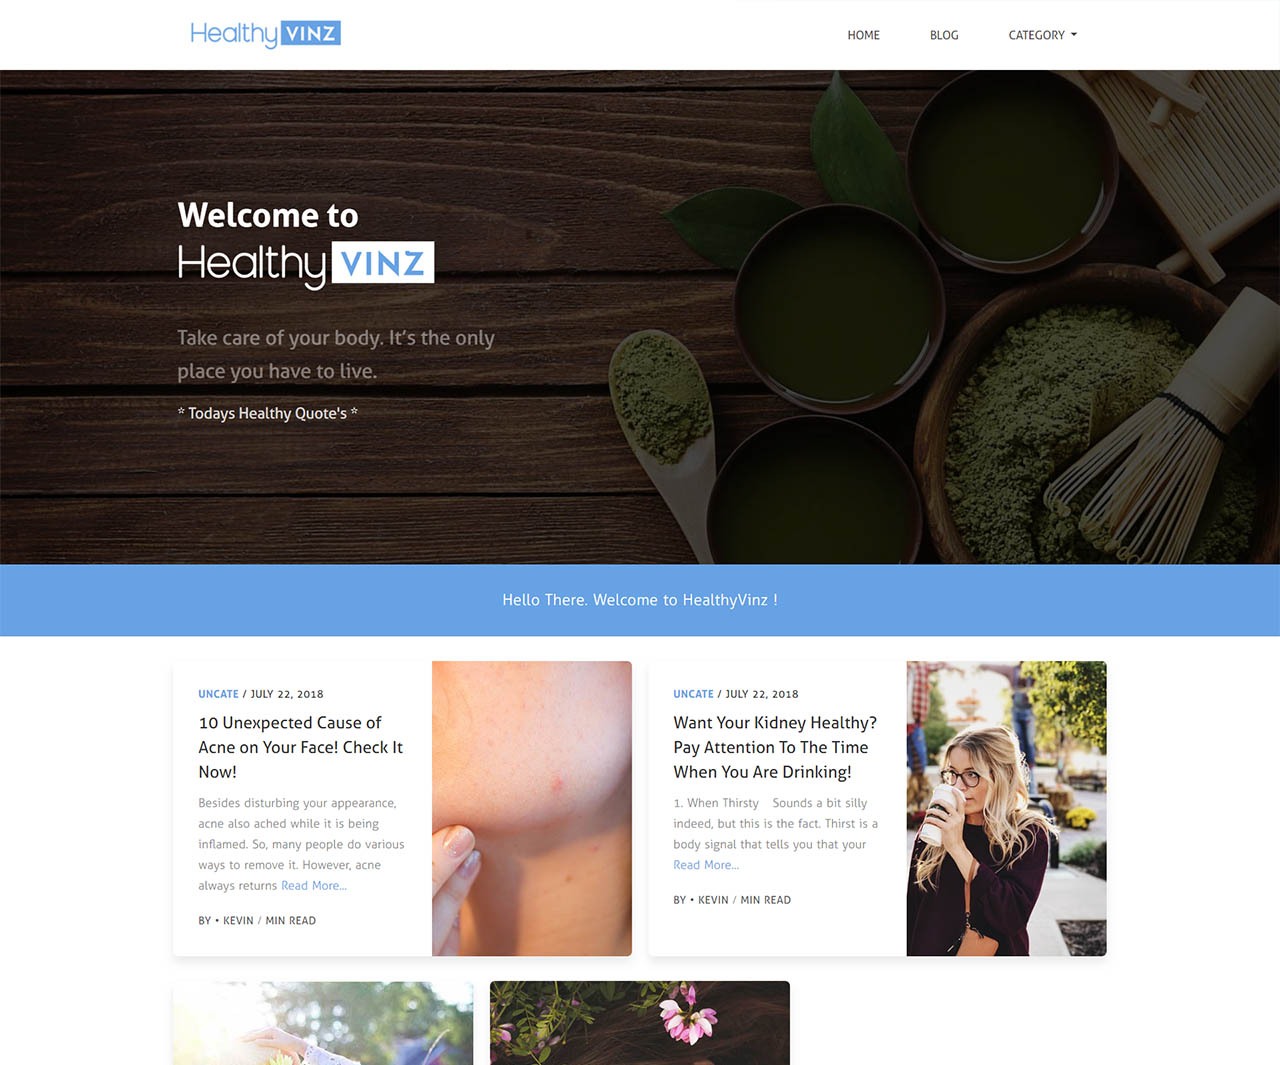 Healthy VINZ
HOME BLOG CATEGORY
Welcome to
Healthy VINZ
Take care of your body. It’s the only
place you have to live.
* Todays Healthy Quote's *
Hello There. Welcome to HealthyVinz !
UNCATE / JULY 22, 2018
10 Unexpected Cause of
Acne on Your Face! Check It
Now!
Besides disturbing your appearance,
acne also ached while it is being
inflamed. So, many people do various
ways to remove it. However, acne
always returns Read More...
BY • KEVIN / MIN READ
UNCATE / JULY 22, 2018
Want Your Kidney Healthy?
Pay Attention To The Time
When You Are Drinking!
1. When Thirsty Sounds a bit silly
indeed, but this is the fact. Thirst is a
body signal that tells you that your
Read More...
BY • KEVIN / MIN READ